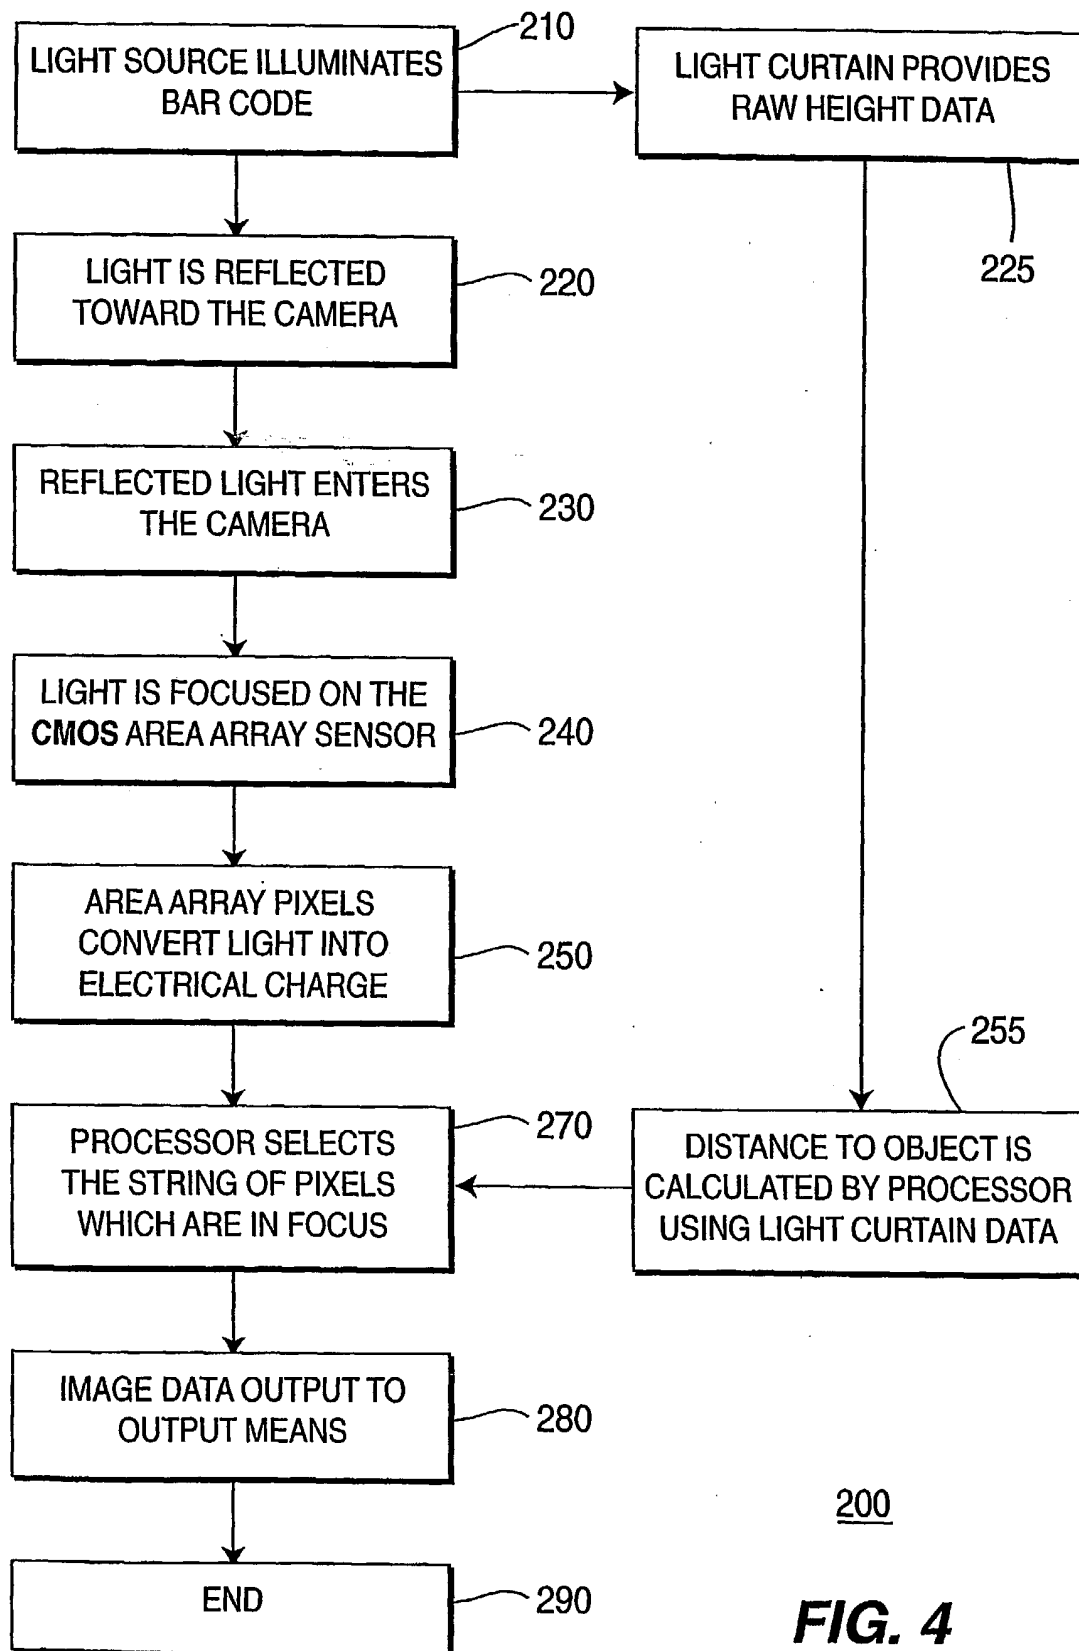 LIGHT SOURCE ILLUMINATES
BAR CODE
210
LIGHT CURTAIN PROVIDES
RAW HEIGHT DATA
225
LIGHT IS REFLECTED
TOWARD THE CAMERA
220
REFLECTED LIGHT ENTERS
THE CAMERA
230
LIGHT IS FOCUSED ON THE
CMOS AREA ARRAY SENSOR
240
AREA ARRAY PIXELS
CONVERT LIGHT INTO
ELECTRICAL CHARGE
250
255
PROCESSOR SELECTS
THE STRING OF PIXELS
WHICH ARE IN FOCUS
270
DISTANCE TO OBJECT IS
CALCULATED BY PROCESSOR
USING LIGHT CURTAIN DATA
IMAGE DATA OUTPUT TO
OUTPUT MEANS
280
END
290
200
FIG. 4